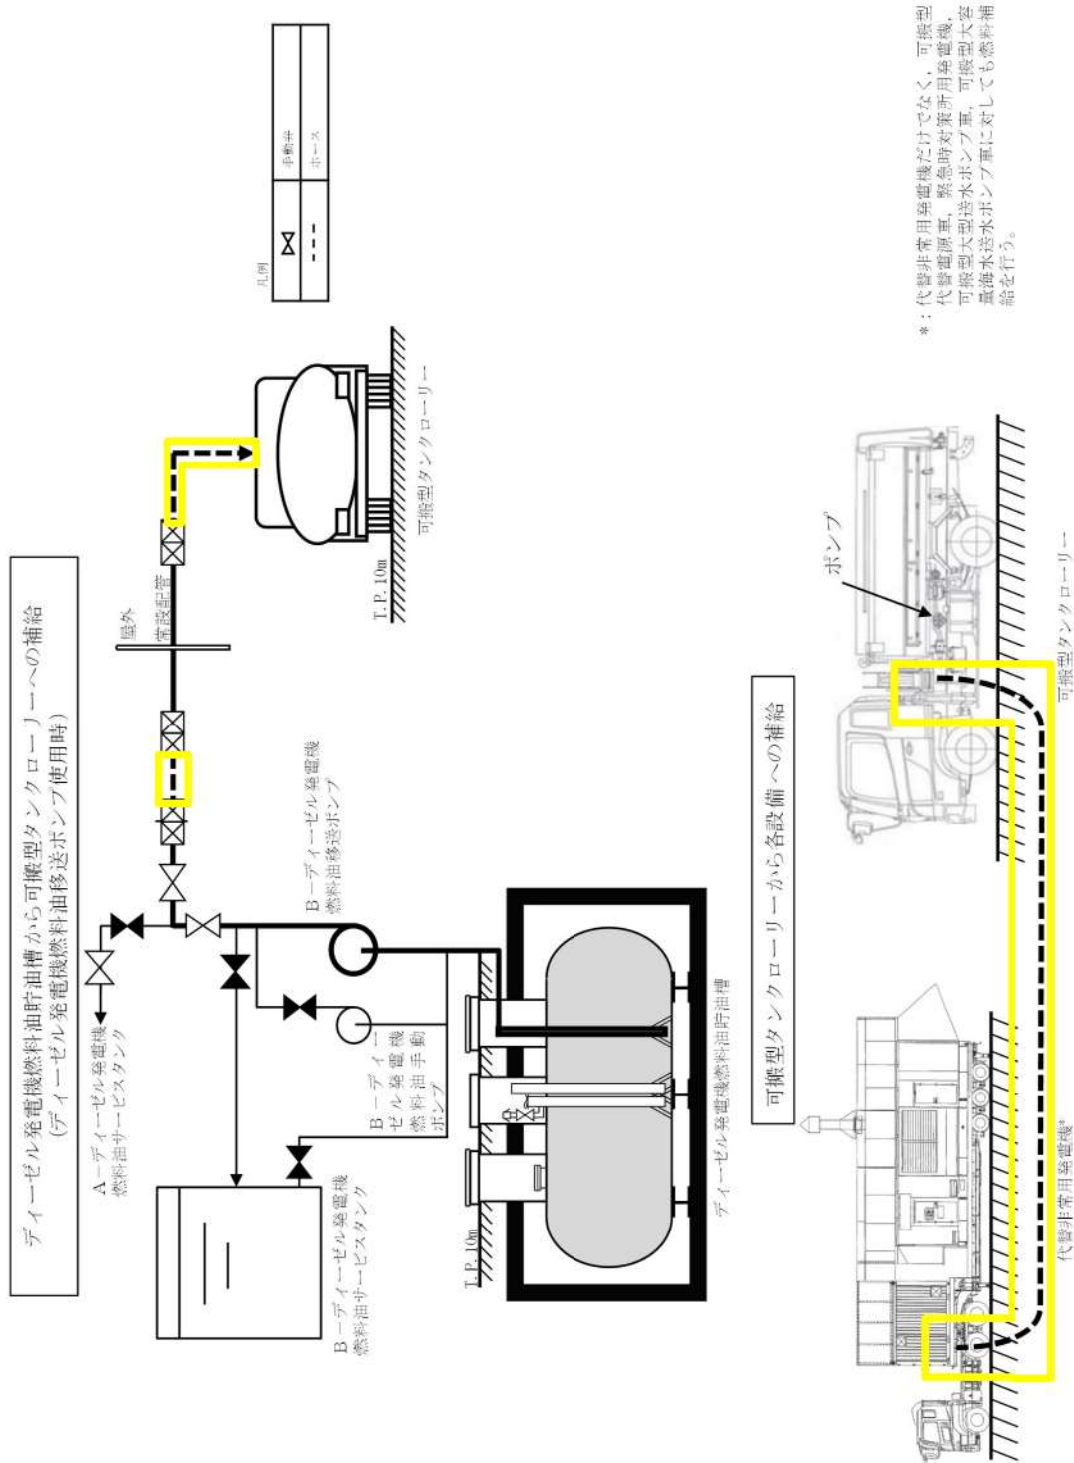 ディーゼル発電機燃料油貯油槽から可搬型タンクローリーへの補給
(ディーゼル発電機燃料油移送ポンプ使用時)
A－ディーゼル発電機
燃料油サービスタンク
屋外
常設配管
凡例
手動弁
ホース
B－ディーゼル発電機
燃料油移送ポンプ
T.P.10m
可搬型タンクローリー
B－ディー
ゼル発電機
燃料油手動
ポンプ
B－ディーゼル発電機
燃料油サービスタンク
T.P.10m
ディーゼル発電機燃料油貯油槽
可搬型タンクローリーから各設備への補給
ポンプ
代替非常用発電機*
可搬型タンクローリー
*：代替非常用発電機だけでなく，可搬型
代替電源車，緊急時対策所用発電機，
可搬型大型送水ポンプ車，可搬型大容
量海水送水ポンプ車に対しても燃料補
給を行う。